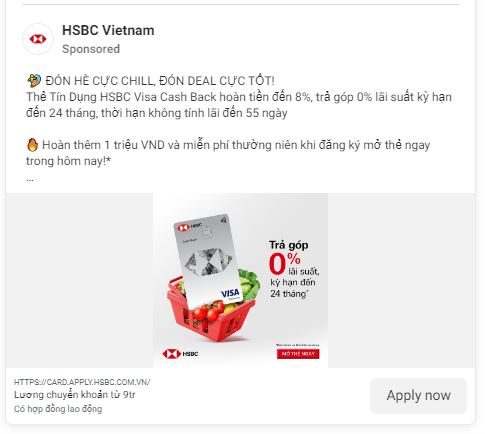 HSBC Vietnam
Sponsored
ĐÓN HÈ CỰC CHILL, ĐÓN DEAL CỰC TỐT!
Thẻ Tín Dụng HSBC Visa Cash Back hoàn tiền đến 8%, trả góp 0% lãi suất kỳ hạn
đến 24 tháng, thời hạn không tính lãi đến 55 ngày
Hoàn thêm 1 triệu VND và miễn phí thường niên khi đăng ký mở thẻ ngay
trong hôm nay!*
...
HSBC
VISA
Trả góp
0%
lãi suất,
kỳ hạn đến
24 tháng*
HSBC
MỞ THẺ NGAY
HTTPS://CARD.APPLY.HSBC.COM.VN/
Lương chuyển khoản từ 9tr
Có hợp đồng lao động
Apply now